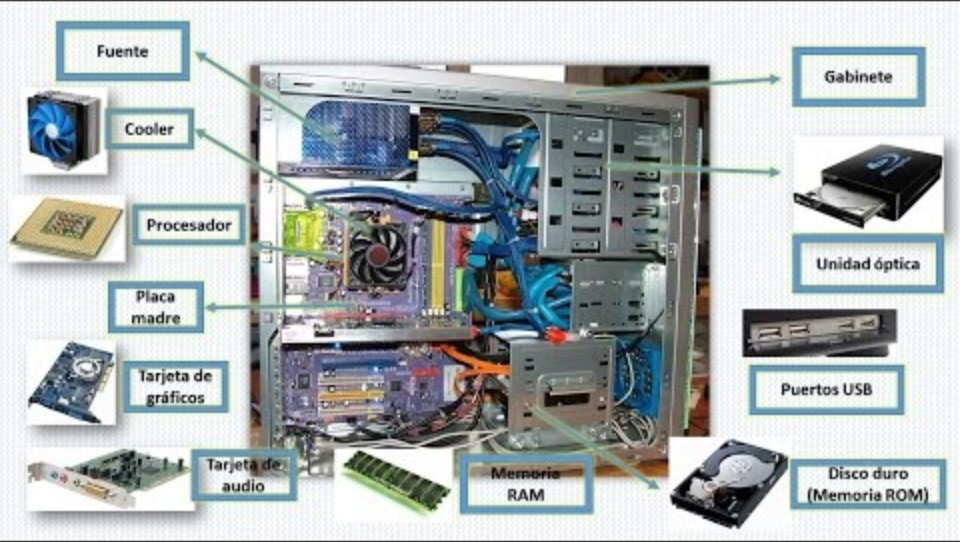 Fuente
Gabinete
Cooler
Procesador
Unidad óptica
Placa
madre
Tarjeta de
gráficos
Puertos USB
Tarjeta de
audio
Memoria
RAM
Disco duro
(Memoria ROM)